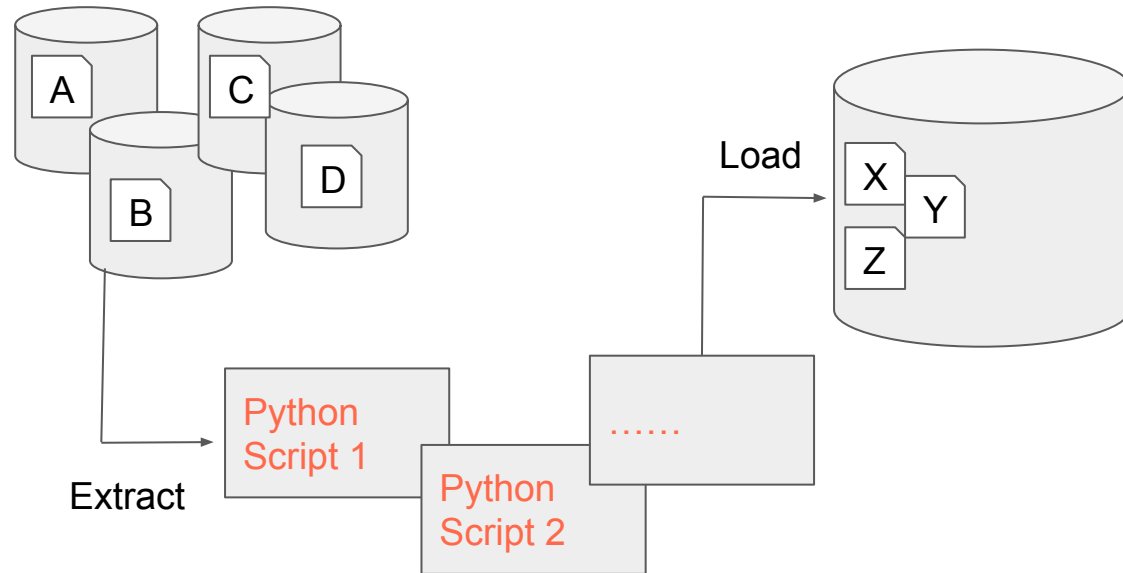 A
C
B
D
Load
X
Y
Z
Python
Script 1
Extract
Python
Script 2
......